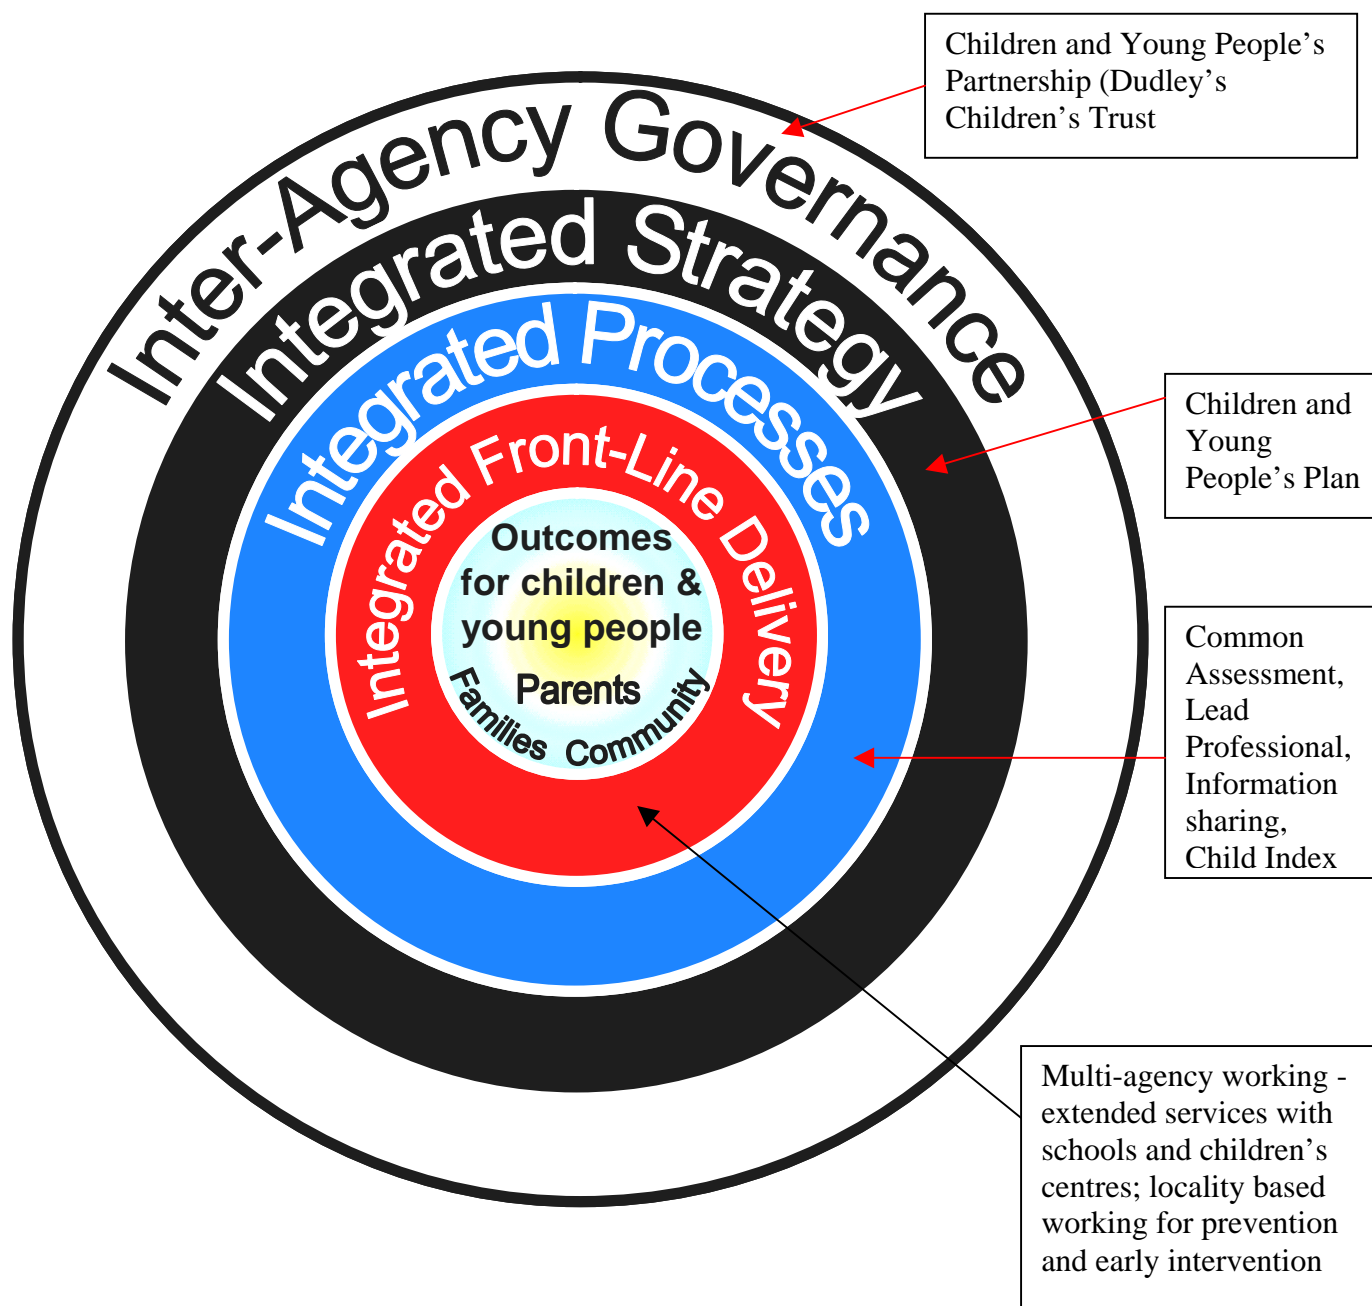 Children and Young People’s
Partnership (Dudley’s
Children’s Trust
Inter-Agency Governance
Integrated Strategy
Integrated Processes
Integrated Front-Line Delivery
Outcomes
for children &
young people
Parents
Families Community
Children and
Young
People’s Plan
Common
Assessment,
Lead
Professional,
Information
sharing,
Child Index
Multi-agency working -
extended services with
schools and children’s
centres; locality based
working for prevention
and early intervention